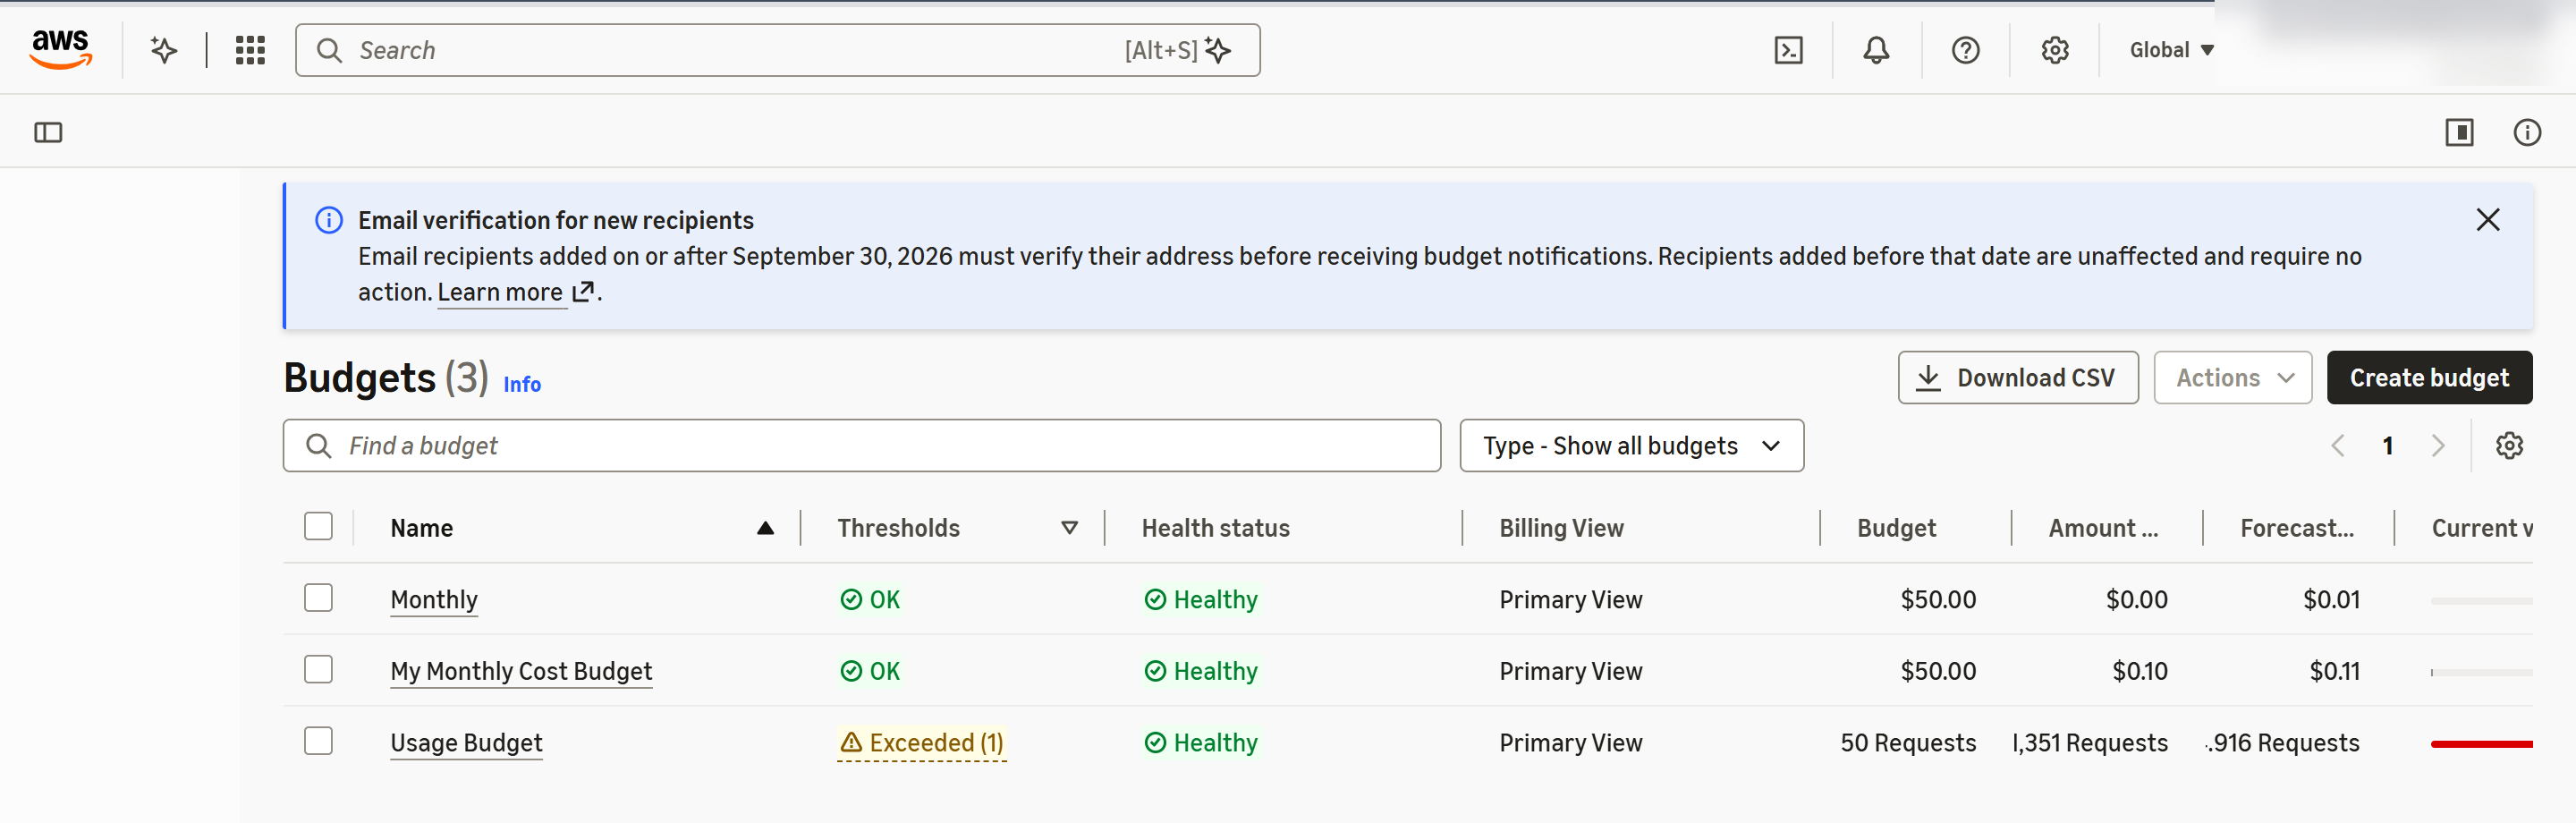 aws
Search [Alt+S]
Global
Email verification for new recipients
Email recipients added on or after September 30, 2026 must verify their address before receiving budget notifications. Recipients added before that date are unaffected and require no
action. Learn more .
Budgets (3) Info
Download CSV Actions Create budget
Find a budget Type - Show all budgets 1
Name Thresholds Health status Billing View Budget Amount ... Forecast... Current v
Monthly OK Healthy Primary View $50.00 $0.00 $0.01
My Monthly Cost Budget OK Healthy Primary View $50.00 $0.10 $0.11
Usage Budget Exceeded (1) Healthy Primary View 50 Requests 1,351 Requests .916 Requests